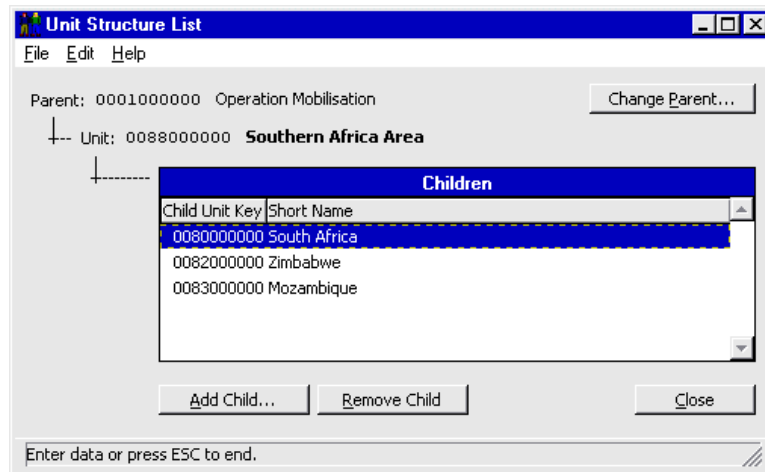 Unit Structure List
File Edit Help
Parent: 0001000000 Operation Mobilisation
Change Parent...
Unit: 0088000000 Southern Africa Area
Children
Child Unit Key Short Name
0080000000 South Africa
0082000000 Zimbabwe
0083000000 Mozambique
Add Child... Remove Child Close
Enter data or press ESC to end.